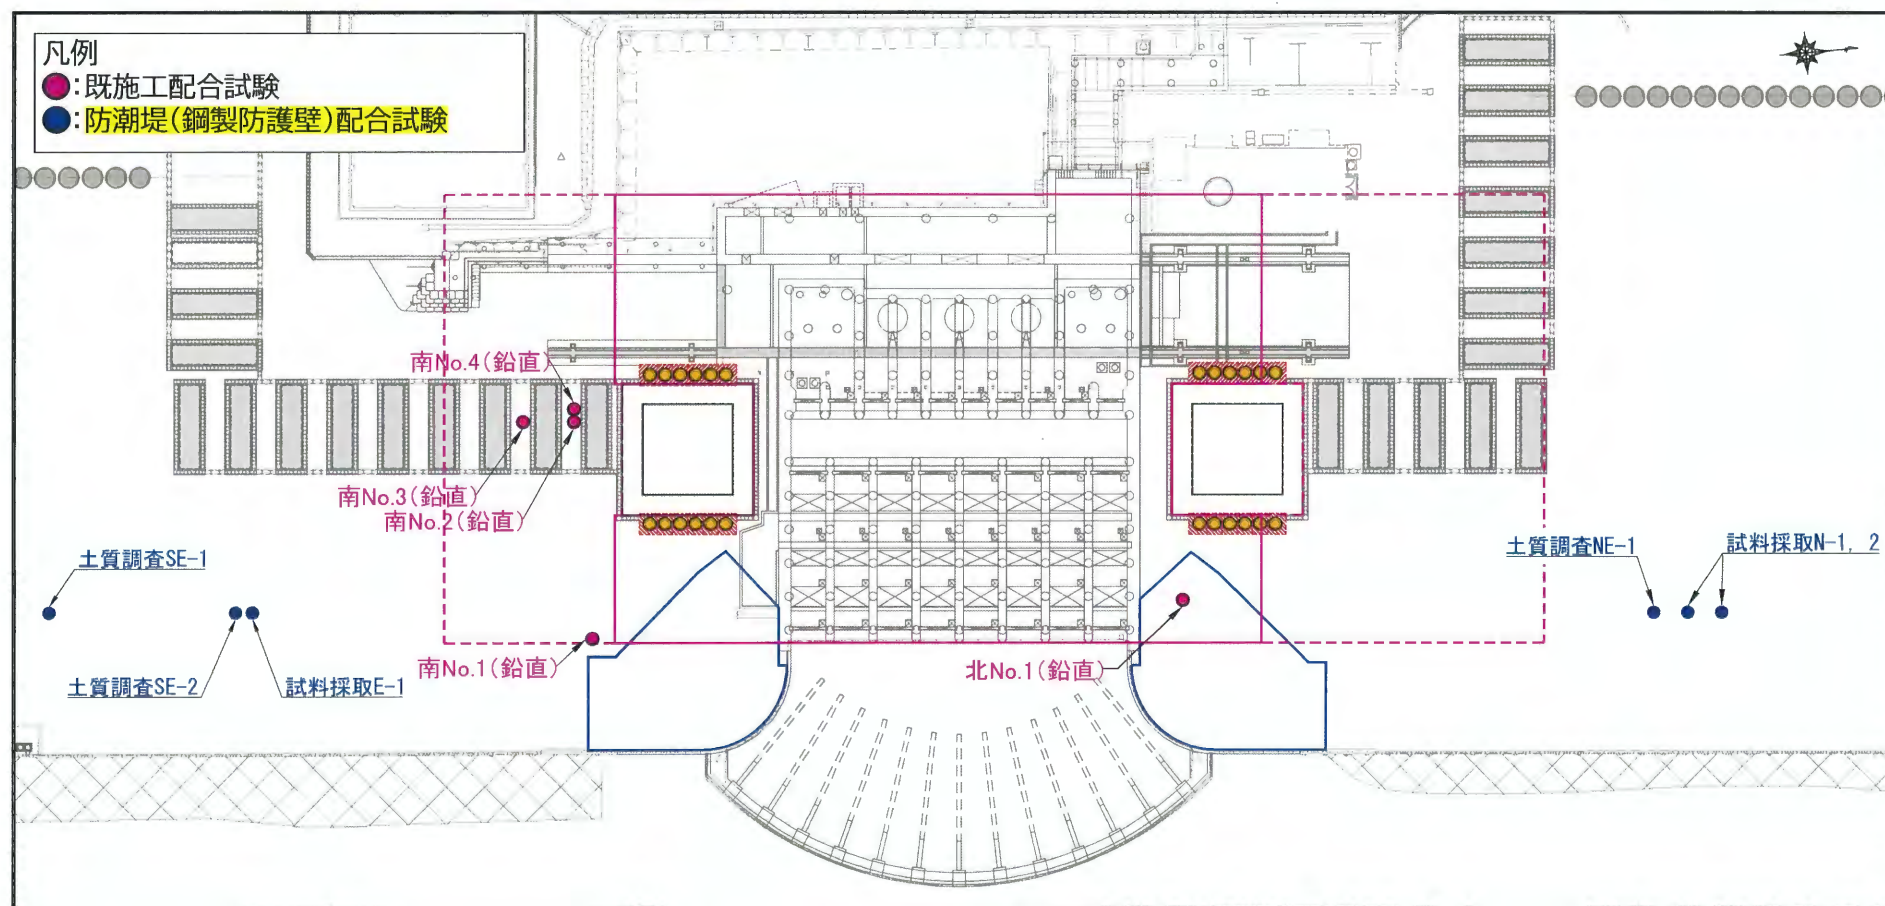 凡例
●:既施工配合試験
●:防潮堤(鋼製防護壁)配合試験
南No.4(鉛直)
南No.3(鉛直)
南No.2(鉛直)
土質調査SE-1
土質調査NE-1
試料採取N-1, 2
南No.1(鉛直)
北No.1(鉛直)
土質調査SE-2
試料採取E-1